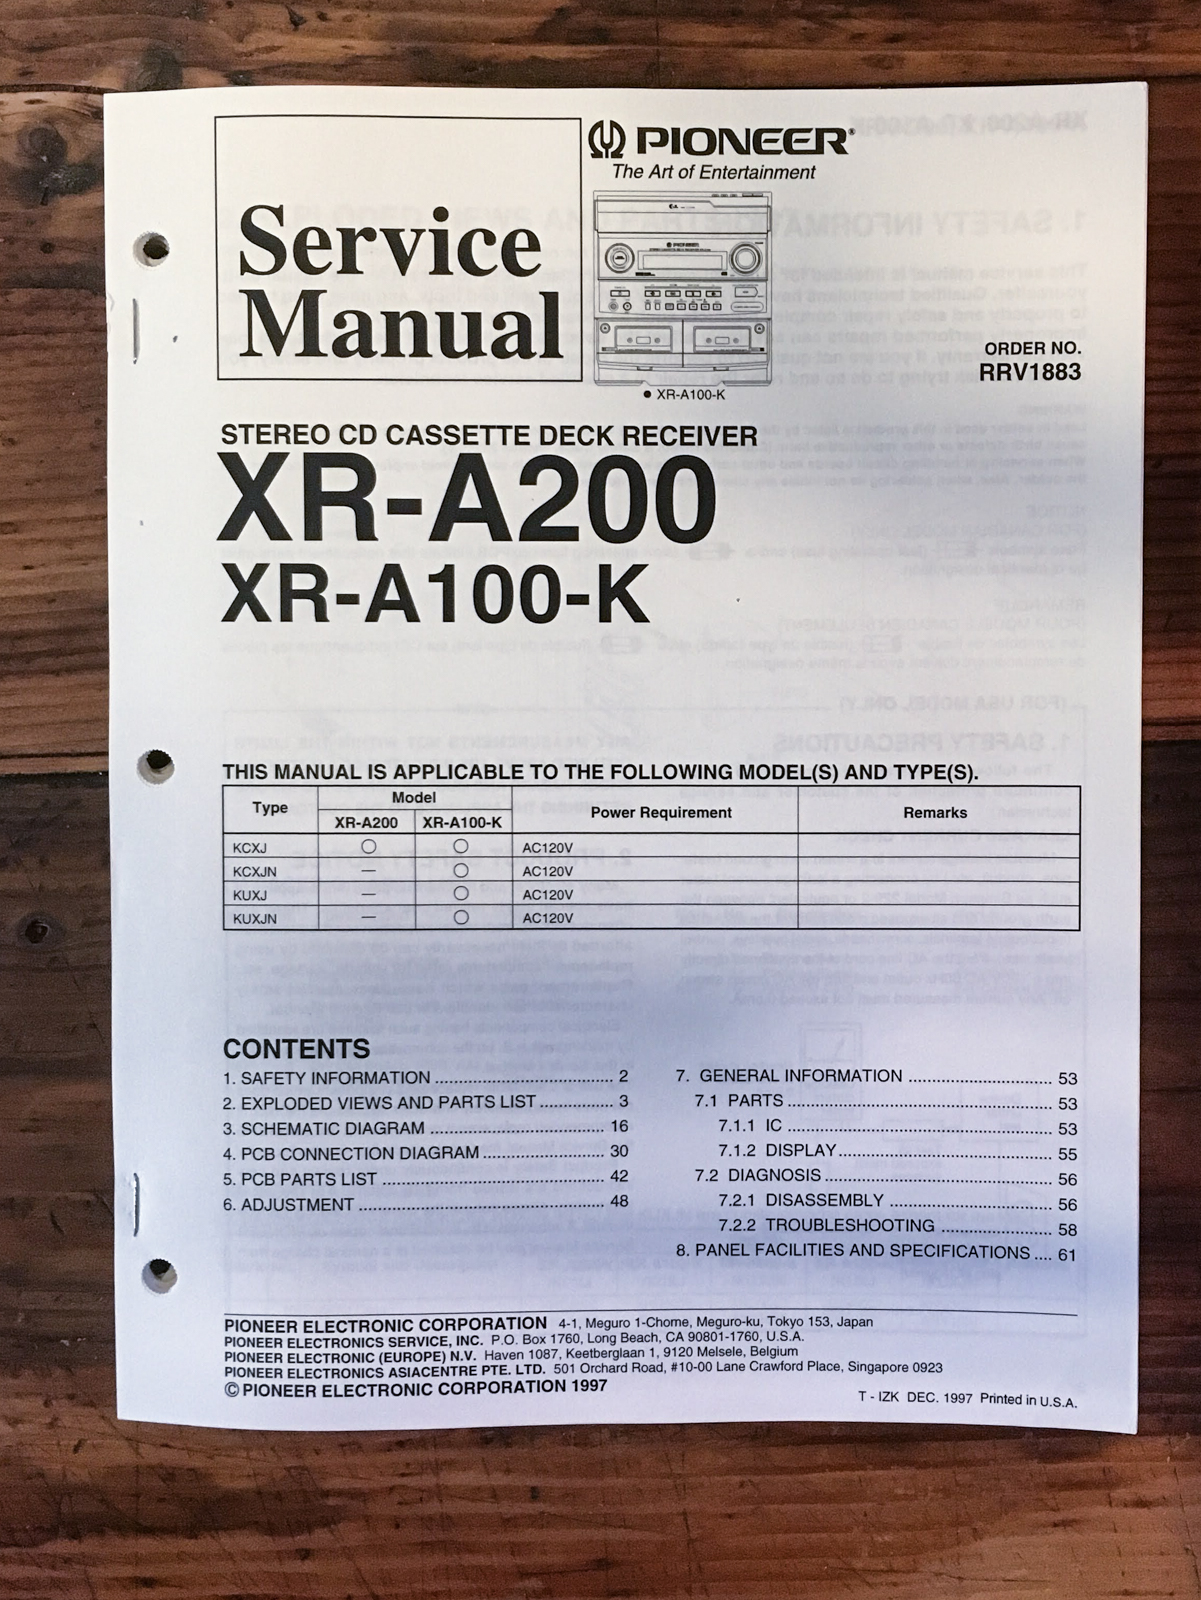 PIONEER®
The Art of Entertainment
Service
Manual
PIONEER
ORDER NO.
RRV1883
● XR-A100-K
STEREO CD CASSETTE DECK RECEIVER
XR-A200
XR-A100-K
THIS MANUAL IS APPLICABLE TO THE FOLLOWING MODEL(S) AND TYPE(S).
Type Model Power Requirement Remarks
XR-A200 XR-A100-K
KCXJ ○ ○ AC120V
KCXJN — ○ AC120V
KUXJ — ○ AC120V
KUXJN — ○ AC120V
CONTENTS
1. SAFETY INFORMATION ........ 2
2. EXPLODED VIEWS AND PARTS LIST ........ 3
3. SCHEMATIC DIAGRAM ........ 16
4. PCB CONNECTION DIAGRAM ........ 30
5. PCB PARTS LIST ........ 42
6. ADJUSTMENT ........ 48
7. GENERAL INFORMATION ........ 53
7.1 PARTS ........ 53
7.1.1 IC ........ 53
7.1.2 DISPLAY ........ 55
7.2 DIAGNOSIS ........ 56
7.2.1 DISASSEMBLY ........ 56
7.2.2 TROUBLESHOOTING ........ 58
8. PANEL FACILITIES AND SPECIFICATIONS .... 61
PIONEER ELECTRONIC CORPORATION 4-1, Meguro 1-Chome, Meguro-ku, Tokyo 153, Japan
PIONEER ELECTRONICS SERVICE, INC. P.O. Box 1760, Long Beach, CA 90801-1760, U.S.A.
PIONEER ELECTRONIC (EUROPE) N.V. Haven 1087, Keetberglaan 1, 9120 Melsele, Belgium
PIONEER ELECTRONICS ASIACENTRE PTE. LTD. 501 Orchard Road, #10-00 Lane Crawford Place, Singapore 0923
© PIONEER ELECTRONIC CORPORATION 1997
T - IZK DEC. 1997 Printed in U.S.A.